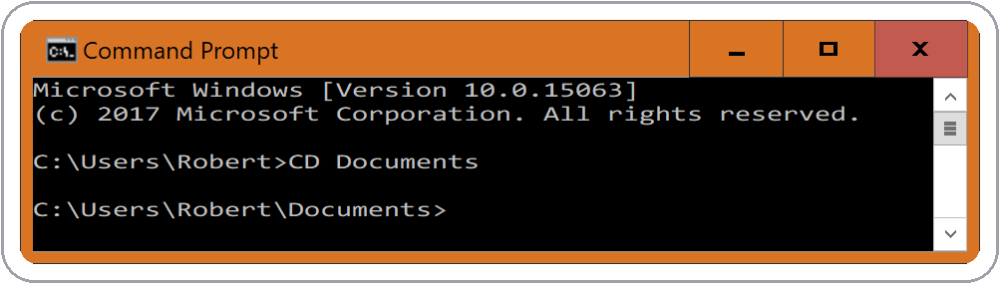 C:\. Command Prompt
Microsoft Windows [Version 10.0.15063]
(c) 2017 Microsoft Corporation. All rights reserved.
C:\Users\Robert>CD Documents
C:\Users\Robert\Documents>